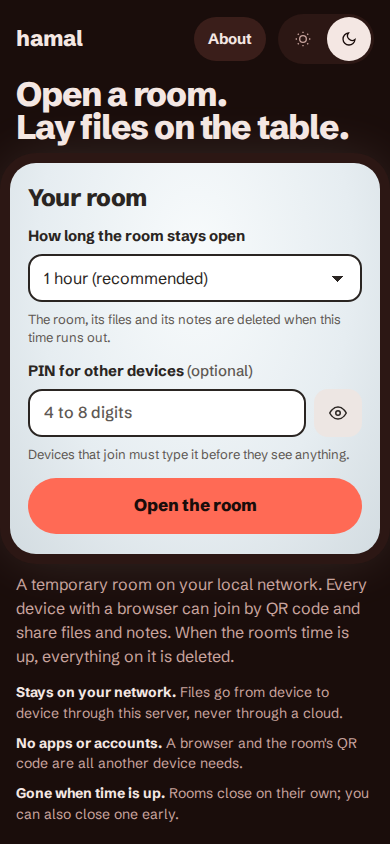 hamal
About
Open a room.
Lay files on the table.
Your room
How long the room stays open
1 hour (recommended)
The room, its files and its notes are deleted when this
time runs out.
PIN for other devices (optional)
4 to 8 digits
Devices that join must type it before they see anything.
Open the room
A temporary room on your local network. Every
device with a browser can join by QR code and
share files and notes. When the room's time is
up, everything on it is deleted.
Stays on your network. Files go from device to
device through this server, never through a cloud.
No apps or accounts. A browser and the room's QR
code are all another device needs.
Gone when time is up. Rooms close on their own; you
can also close one early.